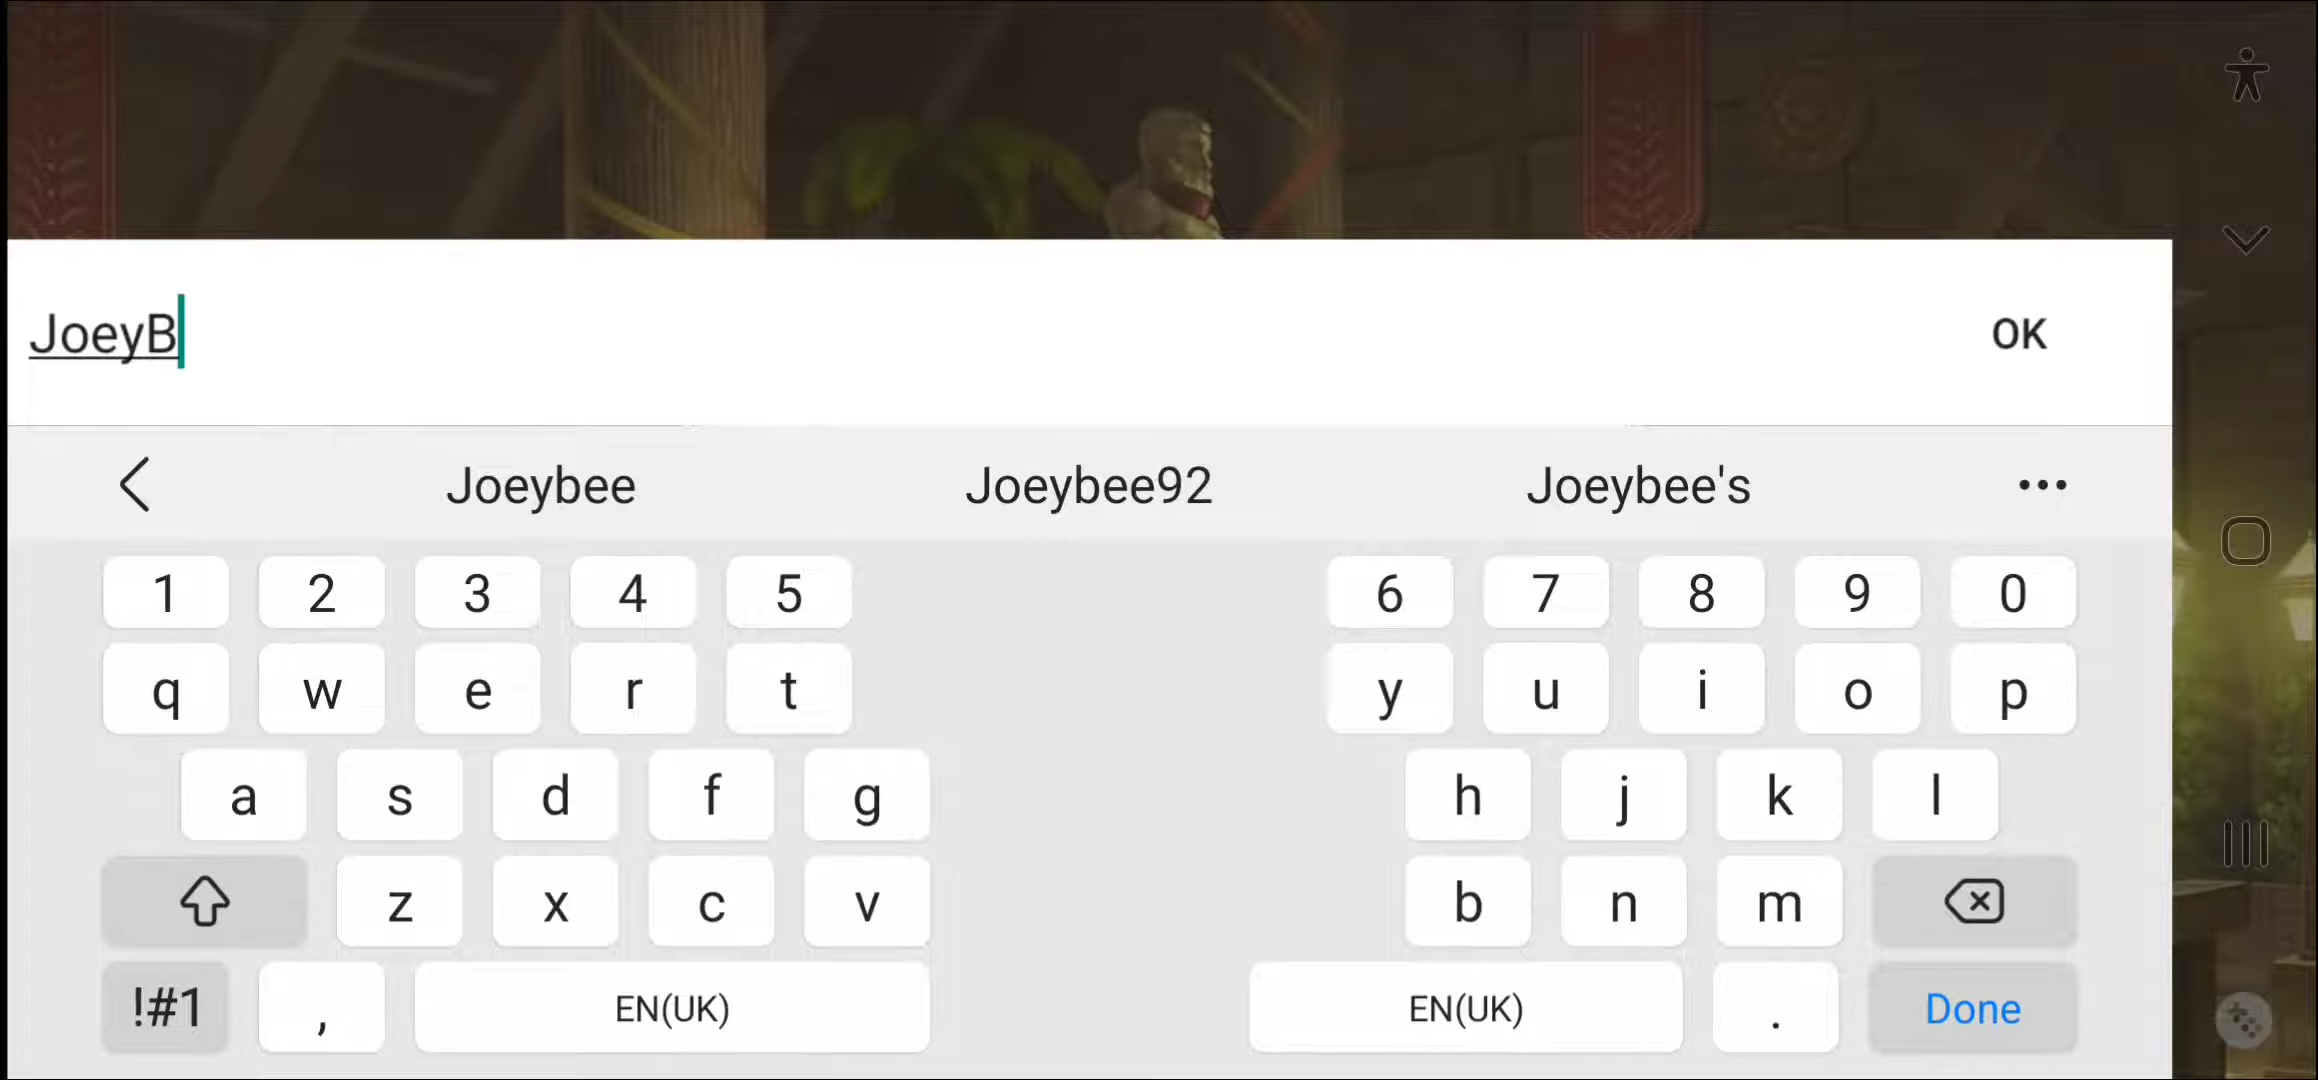 JoeyB
OK
Joeybee Joeybee92 Joeybee's ...
1 2 3 4 5 6 7 8 9 0
q w e r t y u i o p
a s d f g h j k l
z x c v b n m
!#1 , EN(UK) EN(UK) . Done